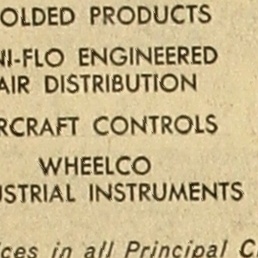 OLDED PRODUCTS
NI-FLO ENGINEERED
AIR DISTRIBUTION
RCRAFT CONTROLS
WHEELCO
USTRIAL INSTRUMENTS
ices in all Principal C